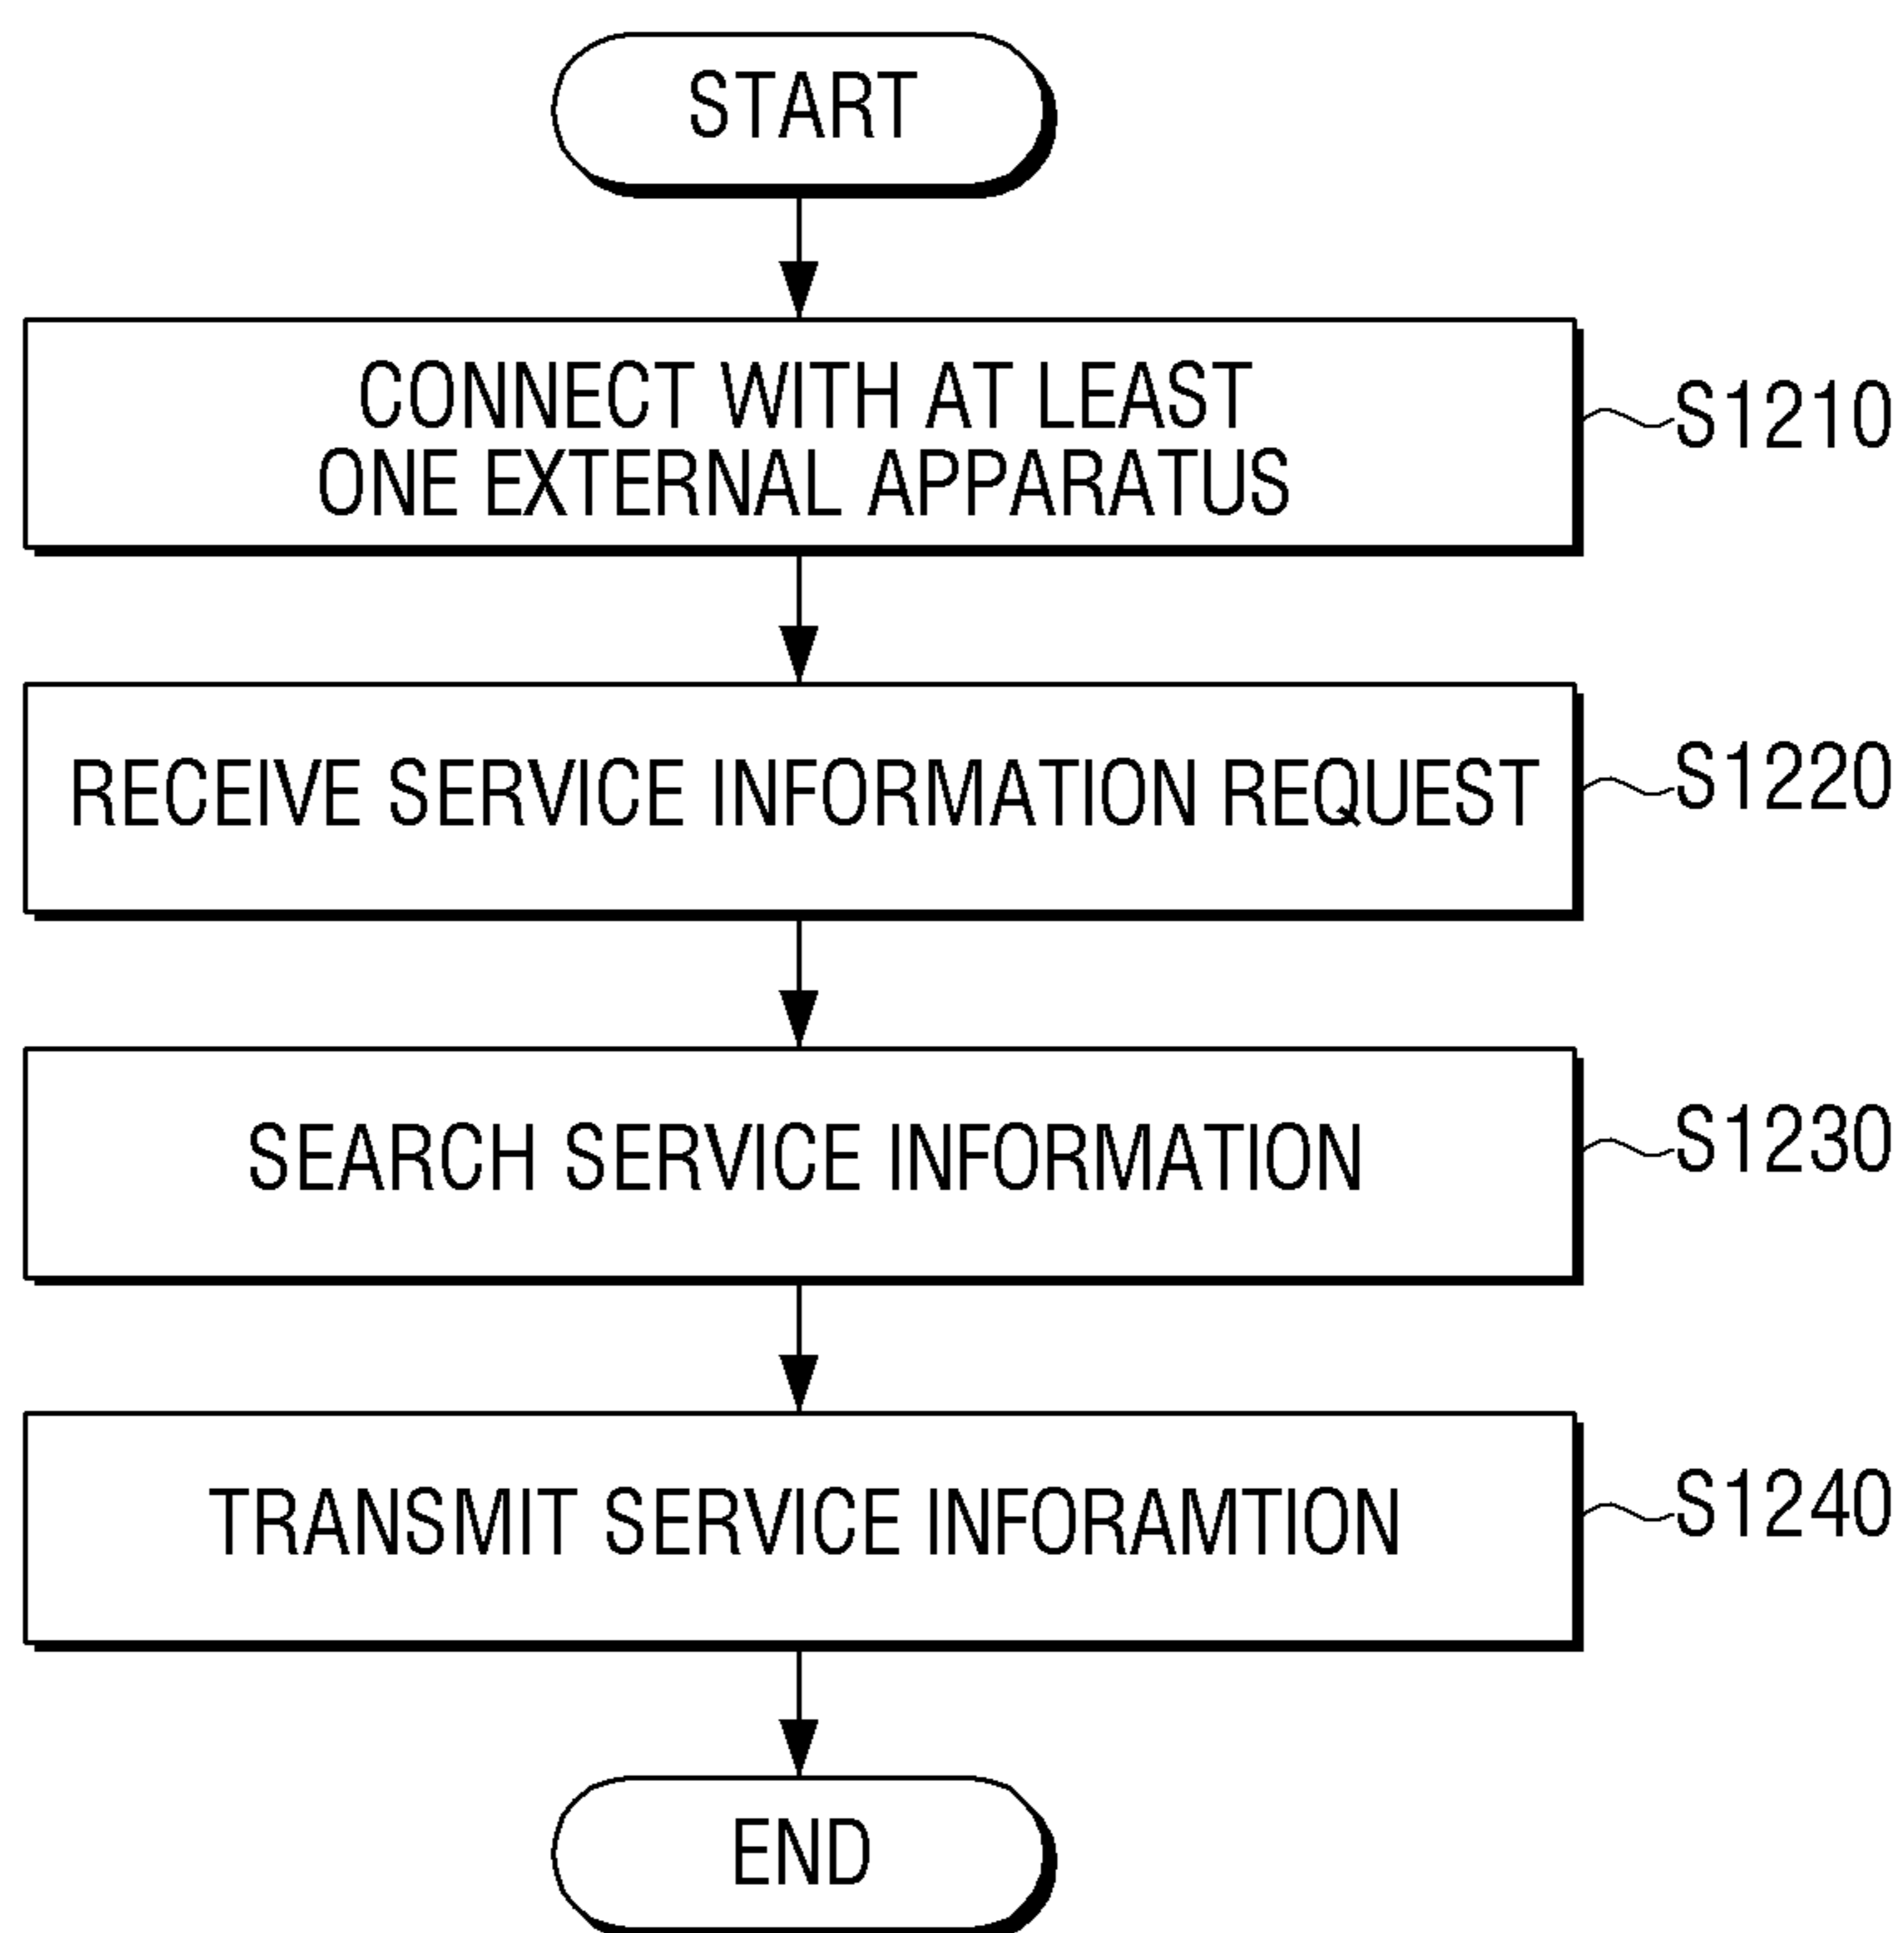 START
CONNECT WITH AT LEAST
ONE EXTERNAL APPARATUS
S1210
RECEIVE SERVICE INFORMATION REQUEST
S1220
SEARCH SERVICE INFORMATION
S1230
TRANSMIT SERVICE INFORAMTION
S1240
END